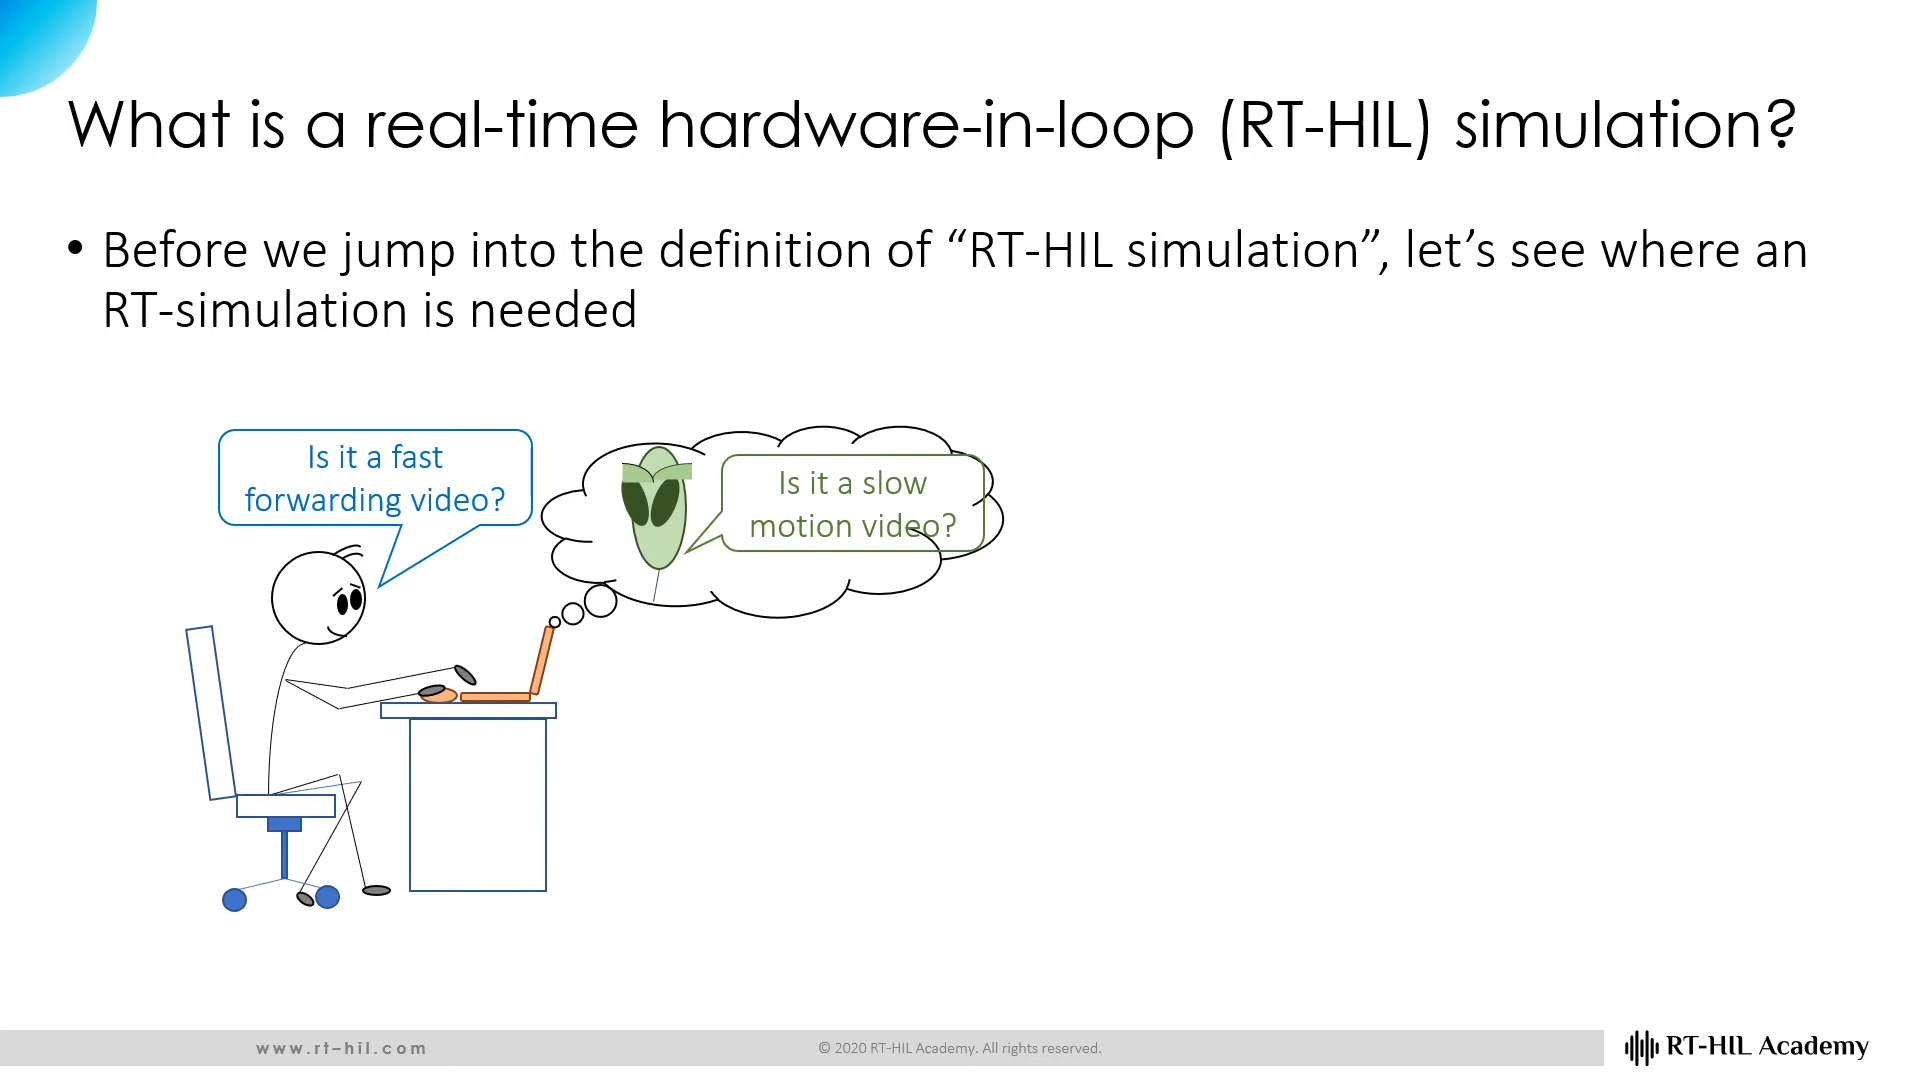 What is a real-time hardware-in-loop (RT-HIL) simulation?
• Before we jump into the definition of “RT-HIL simulation”, let’s see where an
RT-simulation is needed
Is it a fast
forwarding video?
Is it a slow
motion video?
www.rt-hil.com
© 2020 RT-HIL Academy. All rights reserved.
RT-HIL Academy